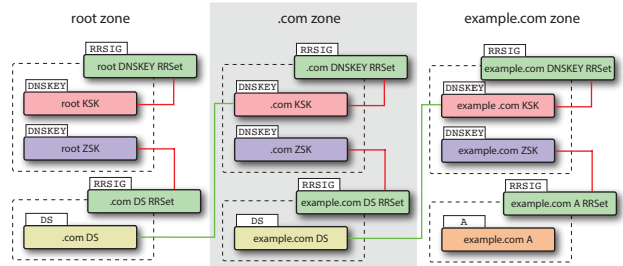 root zone
.com zone
example.com zone
RRSIG
root DNSKEY RRSet
DNSKEY
root KSK
DNSKEY
root ZSK
RRSIG
.com DS RRSet
DS
.com DS
RRSIG
.com DNSKEY RRSet
DNSKEY
.com KSK
DNSKEY
.com ZSK
RRSIG
example.com DS RRSet
DS
example.com DS
RRSIG
example.com DNSKEY RRSet
DNSKEY
example .com KSK
DNSKEY
example.com ZSK
RRSIG
example.com A RRSet
A
example.com A